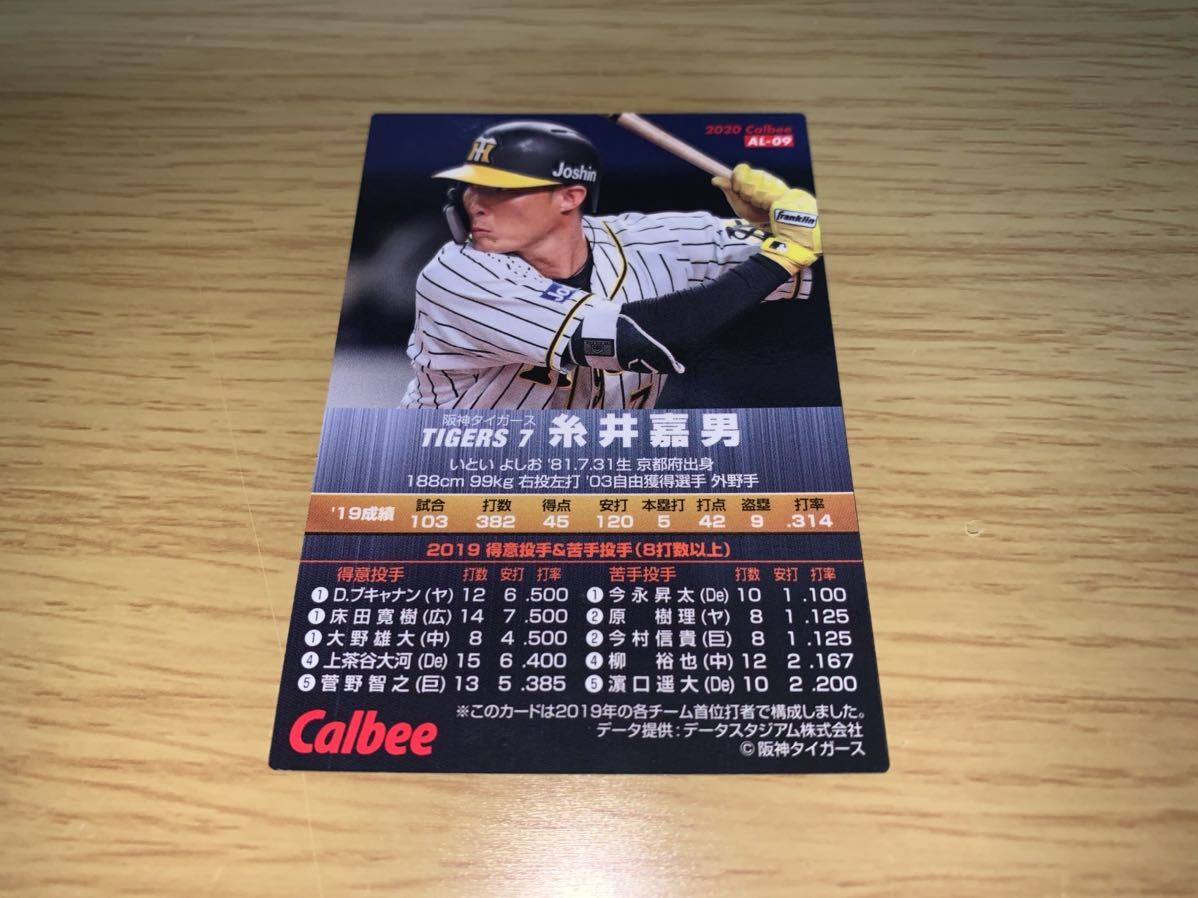 2020 Calbee
AL-09
Joshin
Franklin
阪神タイガース
TIGERS 7 糸井嘉男
いとい よしお '81.7.31生 京都府出身
188cm 99kg 右投左打 '03自由獲得選手 外野手
'19成績 試合 打数 得点 安打 本塁打 打点 盗塁 打率
103 382 45 120 5 42 9 .314
2019 得意投手&苦手投手(8打数以上)
得意投手 打数 安打 打率 苦手投手 打数 安打 打率
❶ D.ブキャナン(ヤ) 12 6 .500 ❶ 今永昇太(De) 10 1 .100
❶ 床田寛樹(広) 14 7 .500 ❷ 原 樹理(ヤ) 8 1 .125
❶ 大野雄大(中) 8 4 .500 ❷ 今村信貴(巨) 8 1 .125
❹ 上茶谷大河(De) 15 6 .400 ❹ 柳 裕也(中) 12 2 .167
❺ 菅野智之(巨) 13 5 .385 ❺ 濵口遥大(De) 10 2 .200
※このカードは2019年の各チーム首位打者で構成しました。
データ提供:データスタジアム株式会社
©阪神タイガース
Calbee